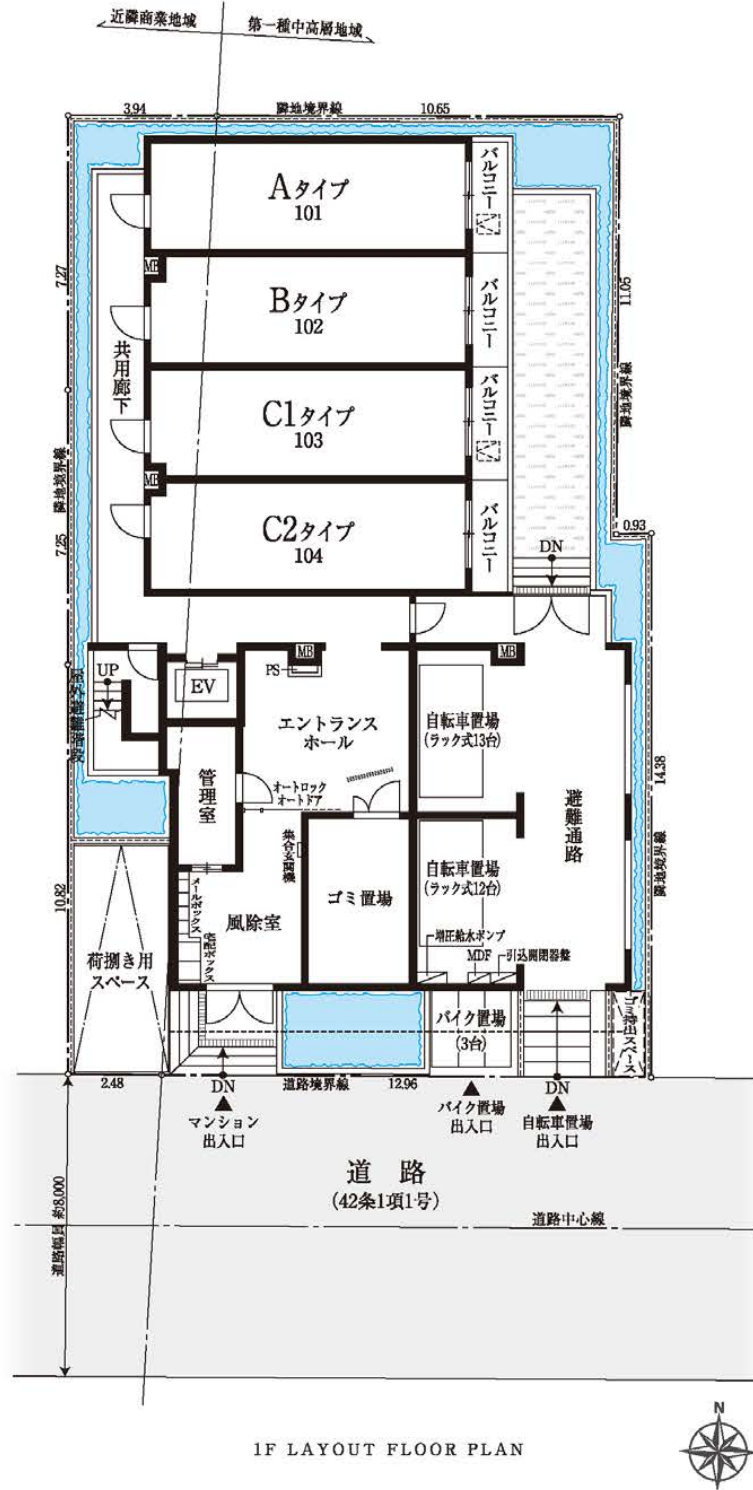 近隣商業地域
第一種中高層地域
3.94
隣地境界線
10.65
Aタイプ
101
バルコニー
MB
7.27
Bタイプ
102
バルコニー
11.05
隣地境界線
共用廊下
C1タイプ
103
バルコニー
MB
隣地境界線
7.25
C2タイプ
104
バルコニー
0.93
DN
UP
屋外避難階段
EV
PS
MB
MB
エントランス
ホール
自転車置場
(ラック式13台)
管理室
オートロック
オートドア
避難通路
14.38
隣地境界線
集合玄関機
自転車置場
(ラック式12台)
ゴミ置場
メールボックス
宅配ボックス
風除室
増圧給水ポンプ
MDF
引込開閉器盤
10.82
荷捌き用
スペース
バイク置場
(3台)
ゴミ持出スペース
2.48
DN
道路境界線
12.96
DN
マンション
出入口
バイク置場
出入口
自転車置場
出入口
道路
(42条1項1号)
道路中心線
道路幅員 約8,000
N
1F LAYOUT FLOOR PLAN